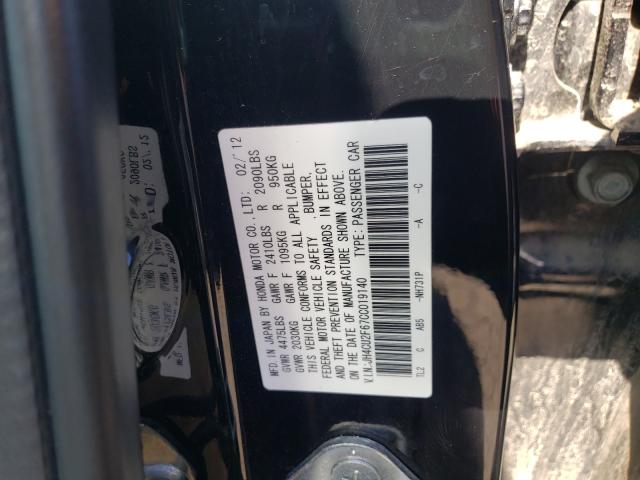 MFD. IN JAPAN BY HONDA MOTOR CO., LTD: 02/'12
GVWR 4475LBS GAWR F 2410LBS R 2090LBS
GVWR 2030KG GAWR F 1095KG R 950KG
THIS VEHICLE CONFORMS TO ALL APPLICABLE
FEDERAL MOTOR VEHICLE SAFETY ,BUMPER,
AND THEFT PREVENTION STANDARDS IN EFFECT
ON THE DATE OF MANUFACTURE SHOWN ABOVE.
V.I.N.:JH4CU2F67CC019140 TYPE: PASSENGER CAR
TL2 C AB5 -NH731P -A -C